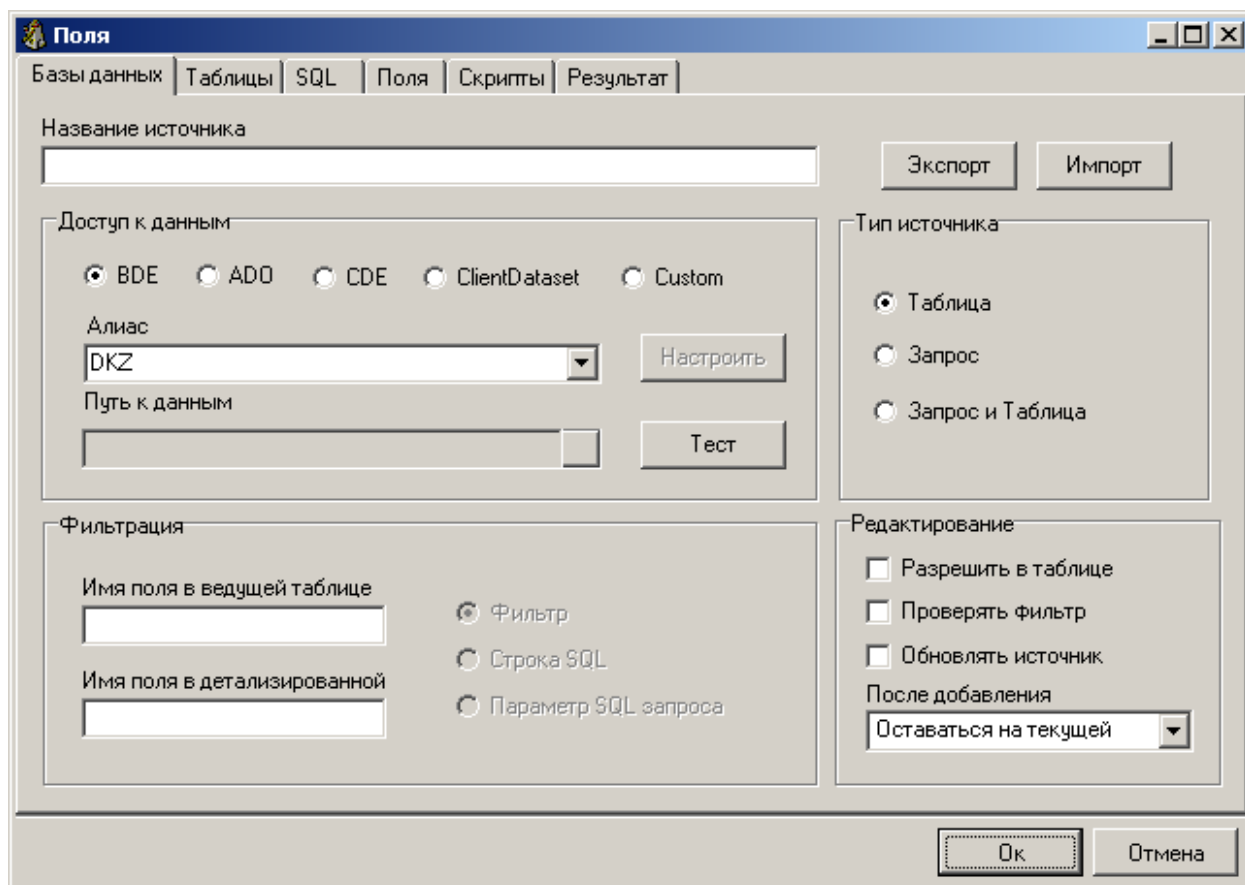 Поля
Базы данных Таблицы SQL Поля Скрипты Результат
Название источника
Экспорт Импорт
Доступ к данным
BDE ADO CDE ClientDataset Custom
Алиас
DKZ
Настроить
Путь к данным
Тест
Тип источника
Таблица
Запрос
Запрос и Таблица
Фильтрация
Имя поля в ведущей таблице
Имя поля в детализированной
Фильтр
Строка SQL
Параметр SQL запроса
Редактирование
Разрешить в таблице
Проверять фильтр
Обновлять источник
После добавления
Оставаться на текущей
Ок Отмена